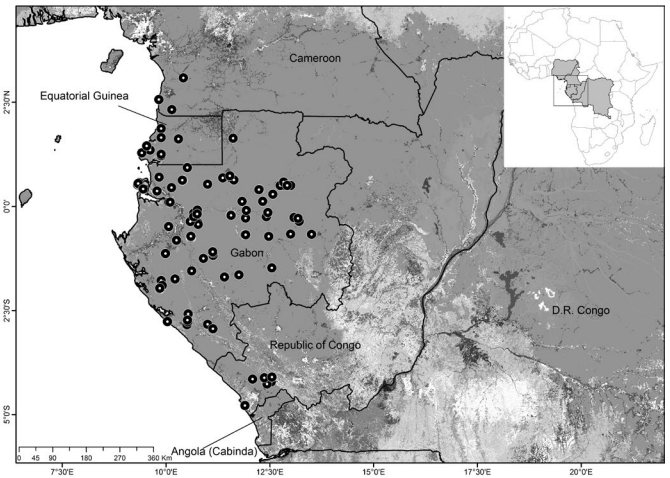 Cameroon
Equatorial Guinea
Gabon
D.R. Congo
Republic of Congo
Angola (Cabinda)
2°30'N
0°0'
2°30'S
5°0'S
0 45 90 180 270 360 Km
7°30'E 10°0'E 12°30'E 15°0'E 17°30'E 20°0'E